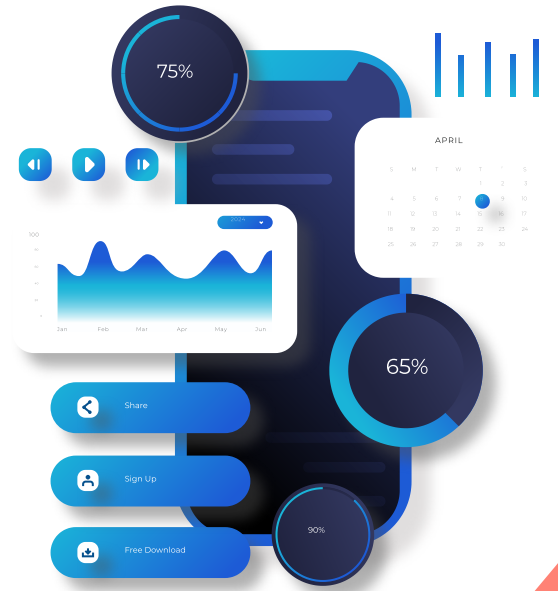 75%
APRIL
S M T W T F S
1 2 3
4 5 6 7 8 9 10
11 12 13 14 15 16 17
18 19 20 21 22 23 24
25 26 27 28 29 30
2024
100
Jan Feb Mar Apr May Jun
65%
Share
Sign Up
90%
Free Download